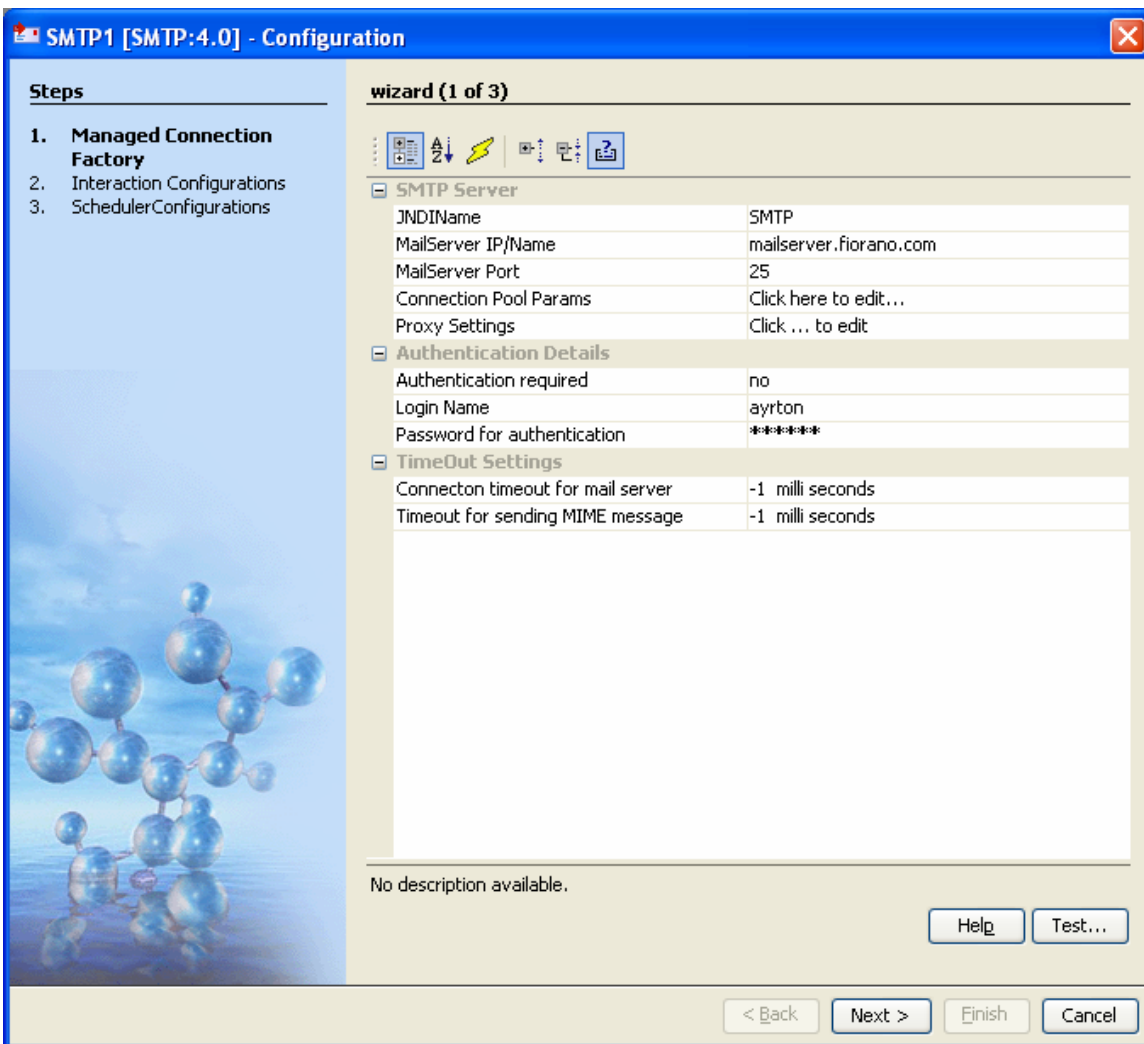 SMTP1 [SMTP:4.0] - Configuration
Steps
1. Managed Connection
Factory
2. Interaction Configurations
3. SchedulerConfigurations
wizard (1 of 3)
SMTP Server
JNDIName SMTP
MailServer IP/Name mailserver.fiorano.com
MailServer Port 25
Connection Pool Params Click here to edit...
Proxy Settings Click ... to edit
Authentication Details
Authentication required no
Login Name ayrton
Password for authentication ******
TimeOut Settings
Connecton timeout for mail server -1 milli seconds
Timeout for sending MIME message -1 milli seconds
No description available.
Help Test...
< Back Next > Finish Cancel